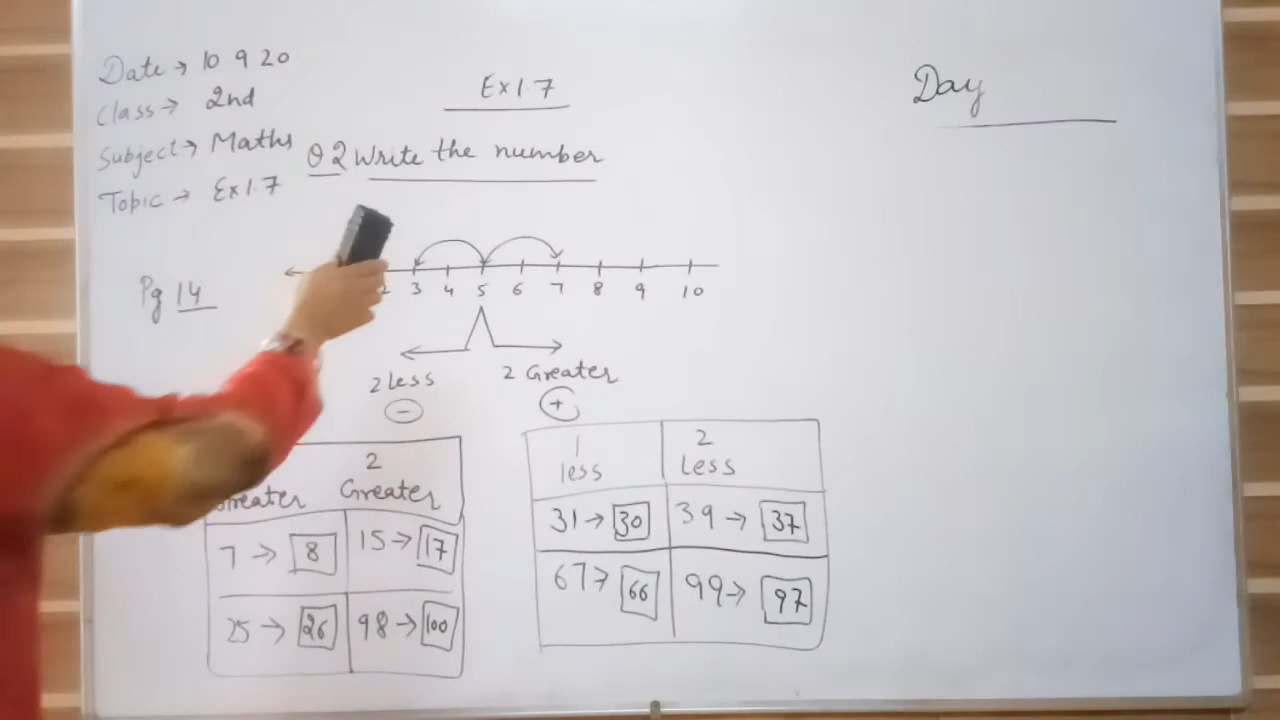 Date → 10 9 20
Class → 2nd
Subject → Maths
Topic → Ex 1.7
Ex 1.7
Day
Q 2 Write the number
Pg 14
2 3 4 5 6 7 8 9 10
2 Less 2 Greater
- +
2
Greater Greater
7 → 8 15 → 17
25 → 26 98 → 100
1 2
less Less
31 → 30 39 → 37
67 → 66 99 → 97